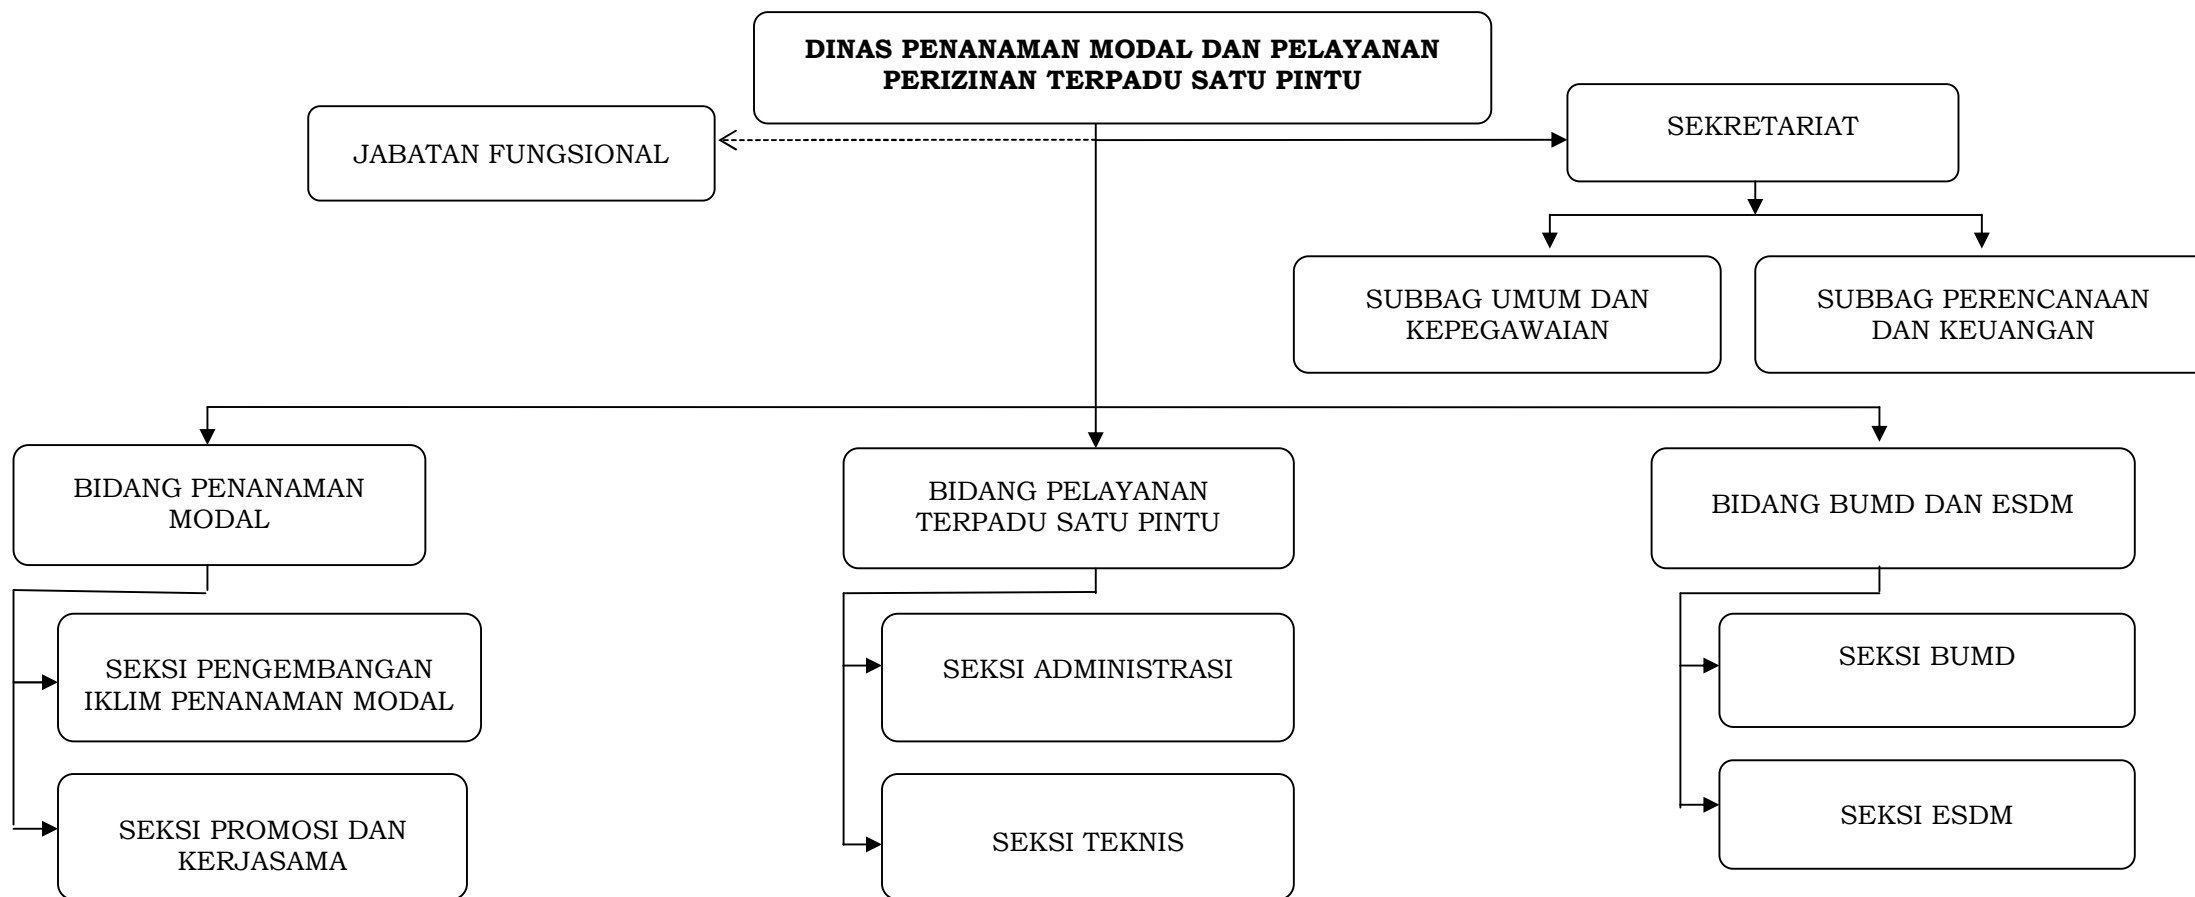 DINAS PENANAMAN MODAL DAN PELAYANAN
PERIZINAN TERPADU SATU PINTU
JABATAN FUNGSIONAL
SEKRETARIAT
SUBBAG UMUM DAN
KEPEGAWAIAN
SUBBAG PERENCANAAN
DAN KEUANGAN
BIDANG PENANAMAN
MODAL
BIDANG PELAYANAN
TERPADU SATU PINTU
BIDANG BUMD DAN ESDM
SEKSI PENGEMBANGAN
IKLIM PENANAMAN MODAL
SEKSI ADMINISTRASI
SEKSI BUMD
SEKSI PROMOSI DAN
KERJASAMA
SEKSI TEKNIS
SEKSI ESDM